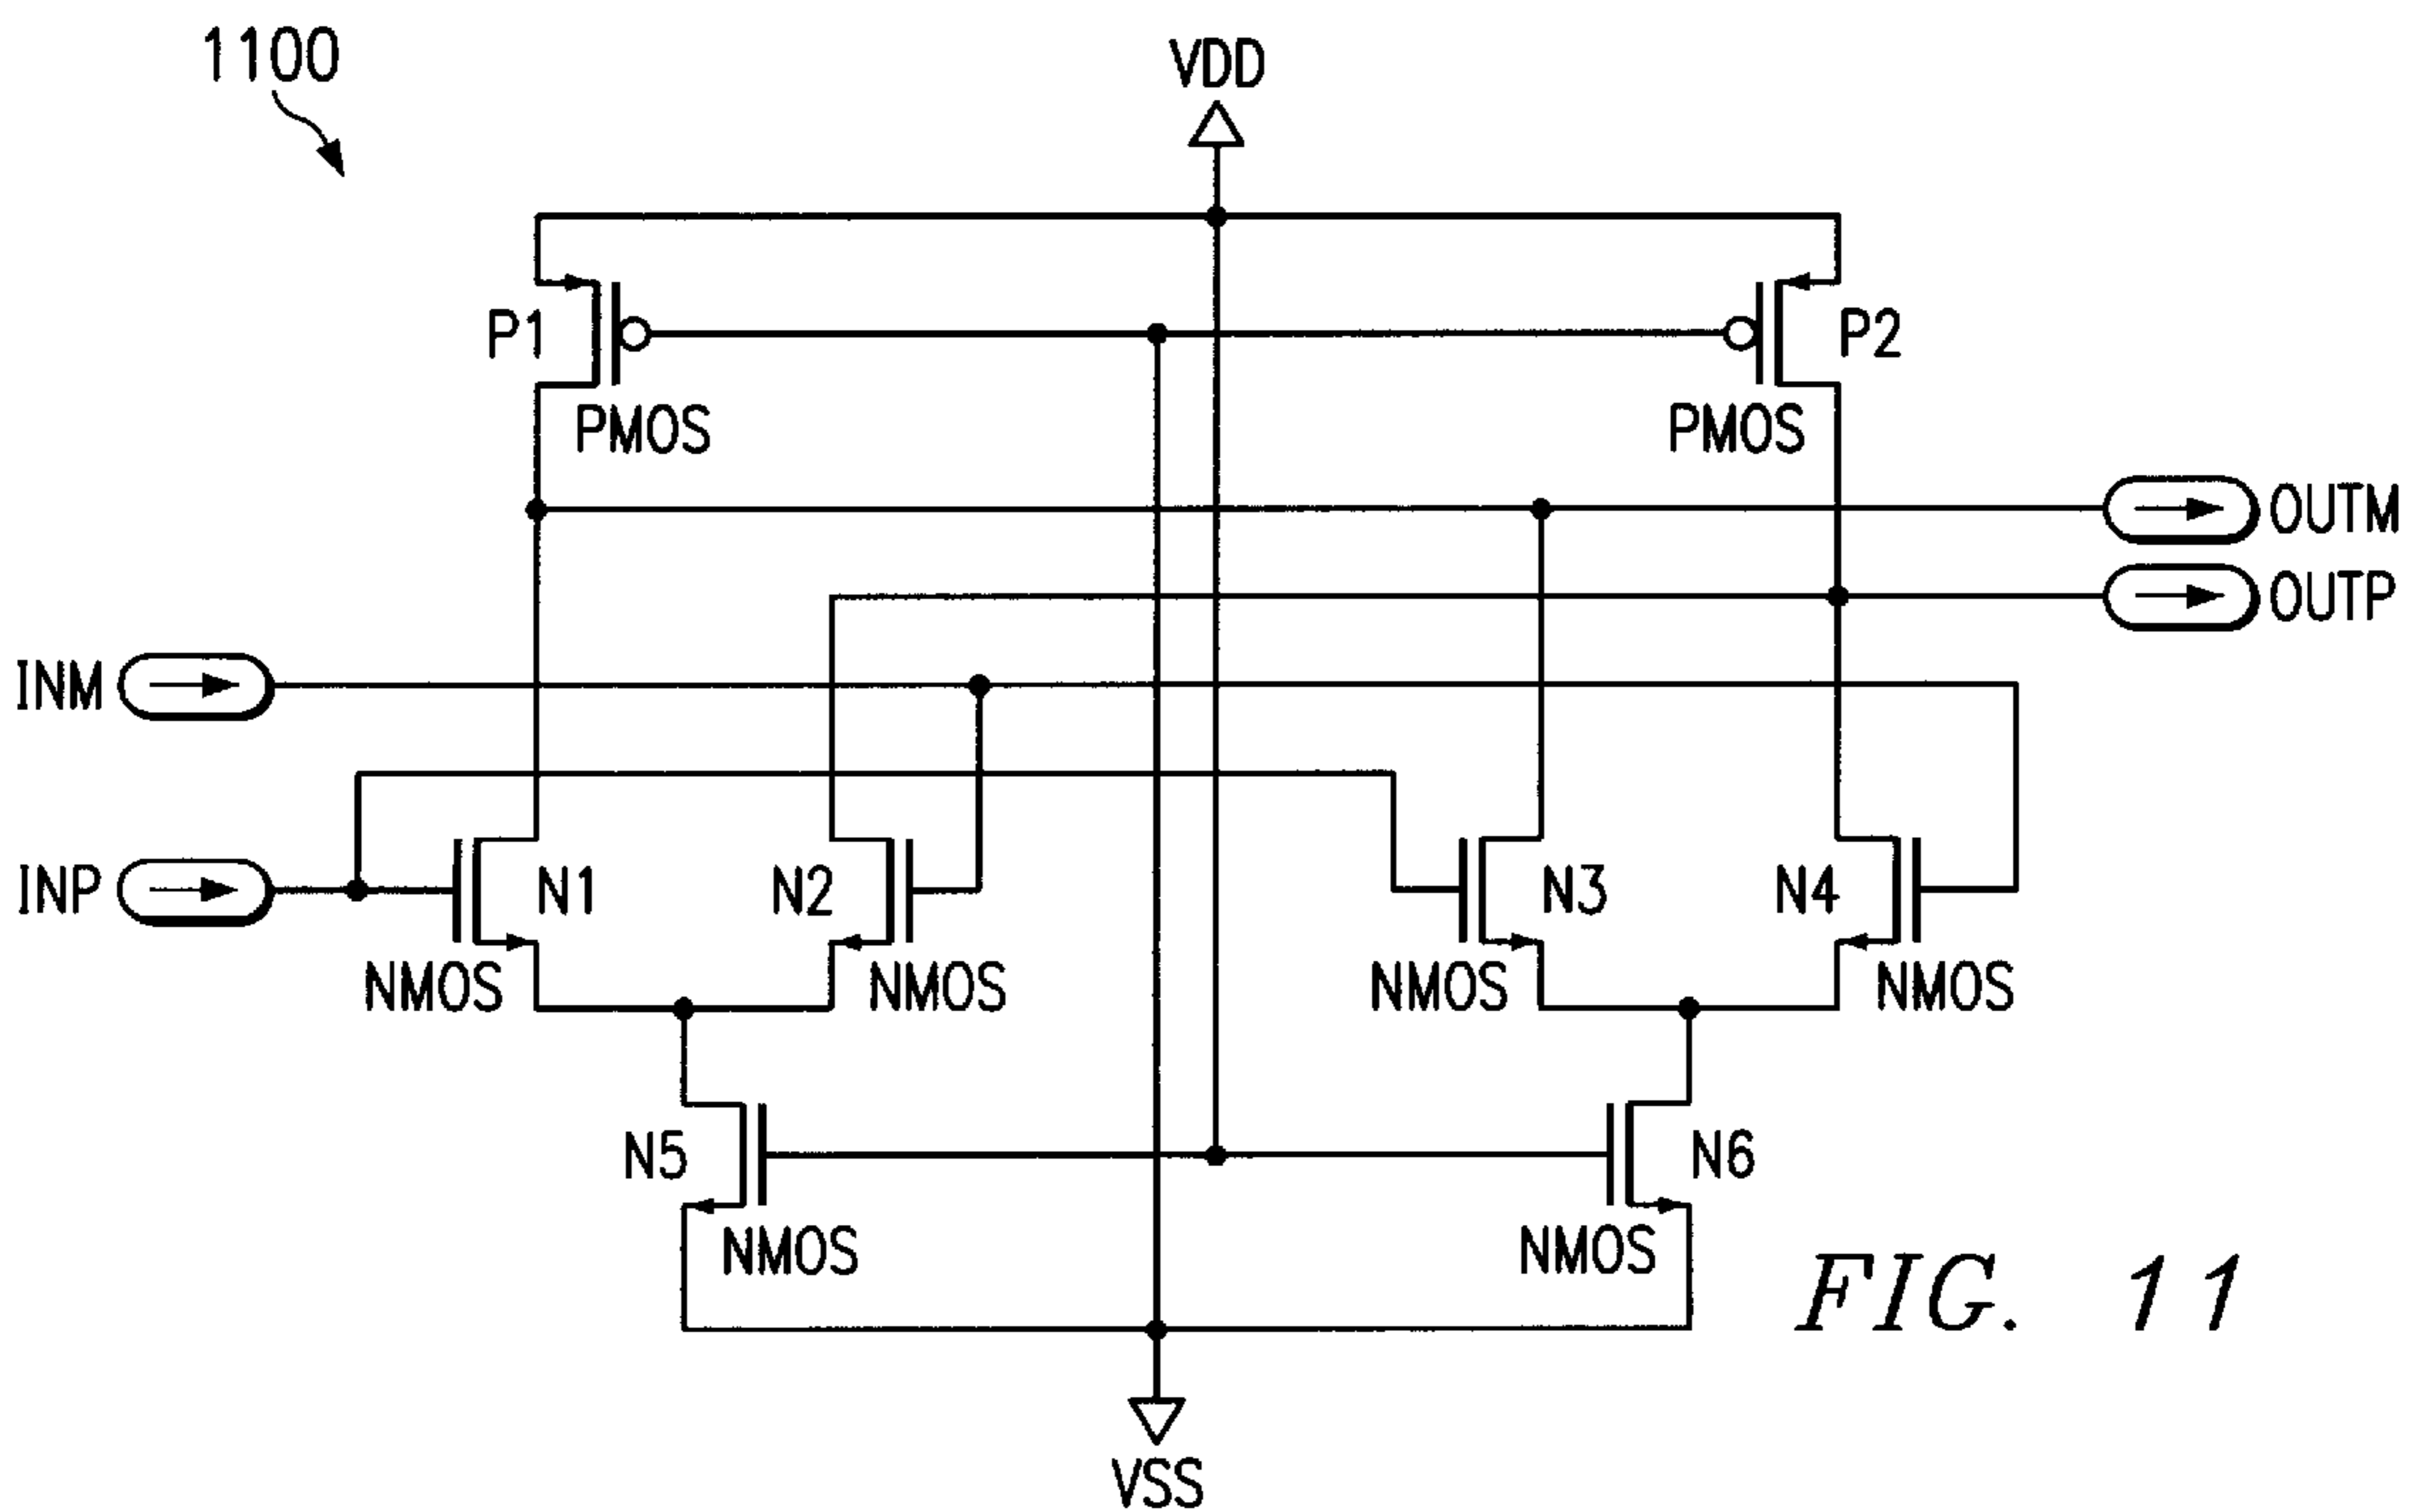 1100
VDD
P1
P2
PMOS
PMOS
OUTM
OUTP
INM
INP
N1
N2
N3
N4
NMOS
NMOS
NMOS
NMOS
N5
N6
NMOS
NMOS
FIG. 11
VSS